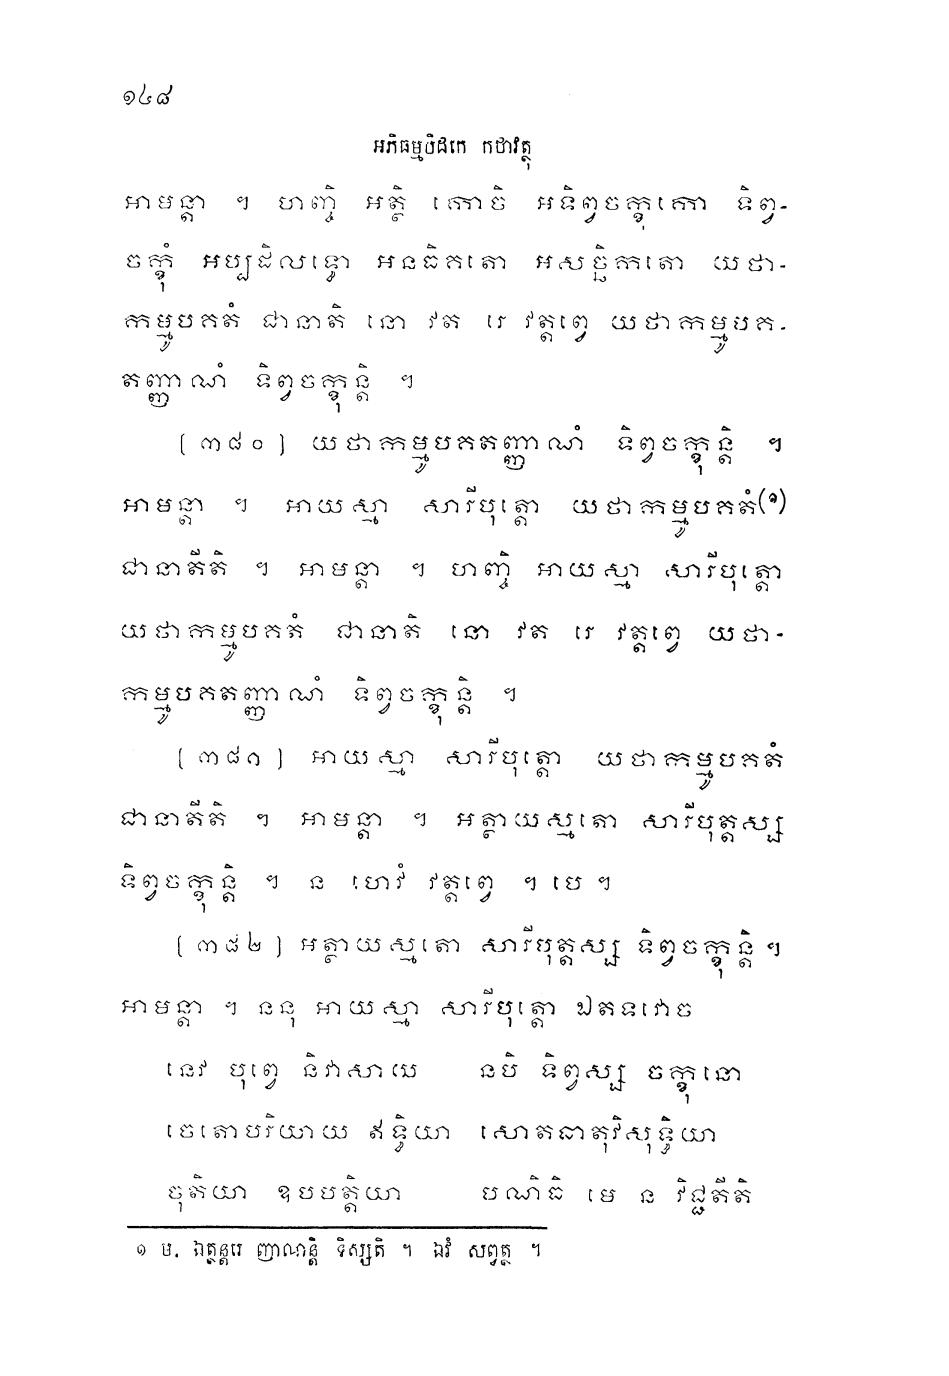 ១៤៨
អភិធម្មបិដកេ កថាវត្ថុ
អាមន្តា ។ ហញ្ចិ អត្ថិ កោចិ អទិព្វចក្ខុកោ ទិព្វ-
ចក្ខុំ អប្បដិលទ្ធោ អនធិកតោ អសច្ឆិកតោ យថា-
កម្មូបគតំ ជានាតិ នោ វត រេ វត្តព្វេ យថាកម្មូបគ-
តញ្ញាណំ ទិព្វចក្ខុន្តិ ។
[ ៣៨០ ] យថាកម្មូបគតញ្ញាណំ ទិព្វចក្ខុន្តិ ។
អាមន្តា ។ អាយស្មា សារីបុត្តោ យថាកម្មូបគតំ(១)
ជានាតីតិ ។ អាមន្តា ។ ហញ្ចិ អាយស្មា សារីបុត្តោ
យថាកម្មូបគតំ ជានាតិ នោ វត រេ វត្តព្វេ យថា-
កម្មូបគតញ្ញាណំ ទិព្វចក្ខុន្តិ ។
[ ៣៨១ ] អាយស្មា សារីបុត្តោ យថាកម្មូបគតំ
ជានាតីតិ ។ អាមន្តា ។ អត្ថាយស្មតោ សារីបុត្តស្ស
ទិព្វចក្ខុន្តិ ។ ន ហេវំ វត្តព្វេ ។ បេ ។
[ ៣៨២ ] អត្ថាយស្មតោ សារីបុត្តស្ស ទិព្វចក្ខុន្តិ ។
អាមន្តា ។ ននុ អាយស្មា សារីបុត្តោ ឯតទវោច
នេវ បុព្វេ និវាសាយ នបិ ទិព្វស្ស ចក្ខុនោ
ចេតោបរិយាយ ឥទ្ធិយា សោតធាតុវិសុទ្ធិយា
ចុតិយា ឧបបត្តិយា បណិធិ មេ ន វិជ្ជតីតិ
១ ម. ឯត្ថន្តរេ ញាណន្តិ ទិស្សតិ ។ ឯវំ សព្វត្ថ ។